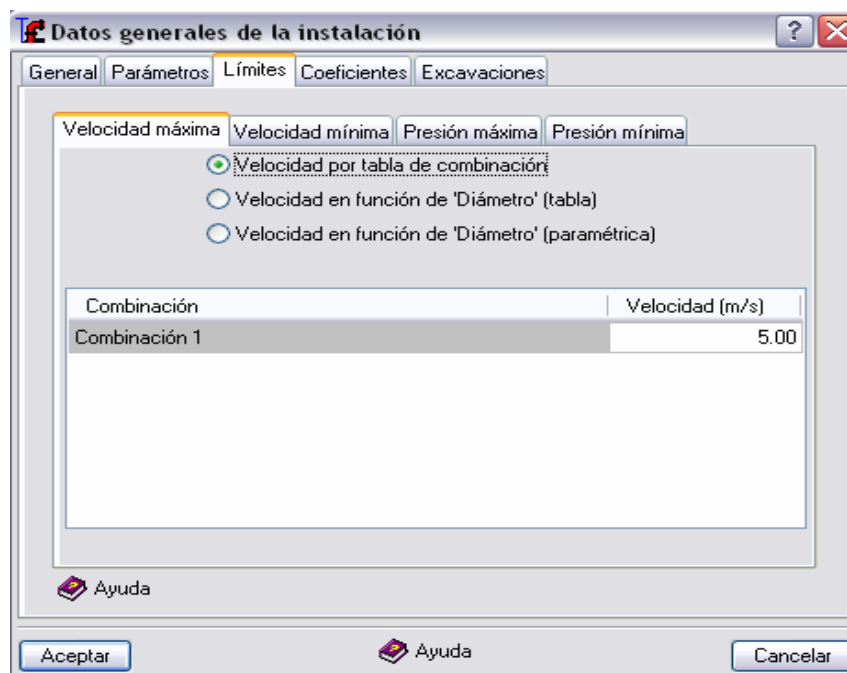 Datos generales de la instalación
General Parámetros Límites Coeficientes Excavaciones
Velocidad máxima Velocidad mínima Presión máxima Presión mínima
Velocidad por tabla de combinación
Velocidad en función de 'Diámetro' (tabla)
Velocidad en función de 'Diámetro' (paramétrica)
Combinación Velocidad (m/s)
Combinación 1 5.00
Ayuda
Aceptar Ayuda Cancelar